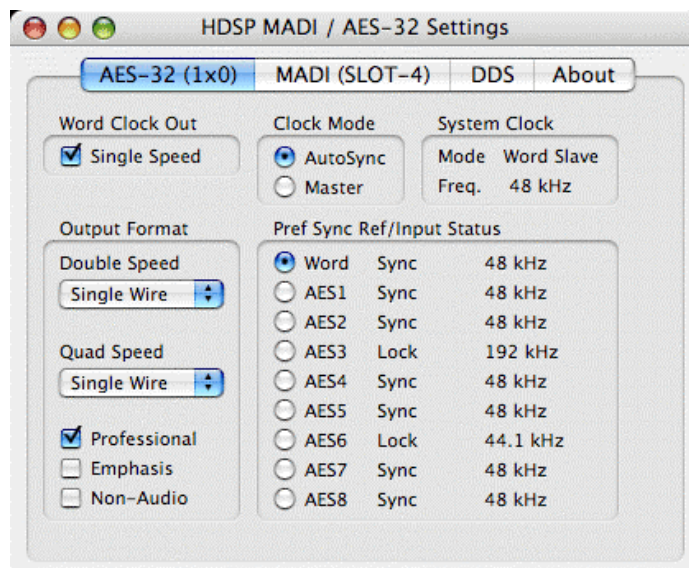 HDSP MADI / AES-32 Settings
AES-32 (1x0) MADI (SLOT-4) DDS About
Word Clock Out
Single Speed
Clock Mode
AutoSync
Master
System Clock
Mode Word Slave
Freq. 48 kHz
Output Format
Double Speed
Single Wire
Quad Speed
Single Wire
Professional
Emphasis
Non-Audio
Pref Sync Ref/Input Status
Word Sync 48 kHz
AES1 Sync 48 kHz
AES2 Sync 48 kHz
AES3 Lock 192 kHz
AES4 Sync 48 kHz
AES5 Sync 48 kHz
AES6 Lock 44.1 kHz
AES7 Sync 48 kHz
AES8 Sync 48 kHz